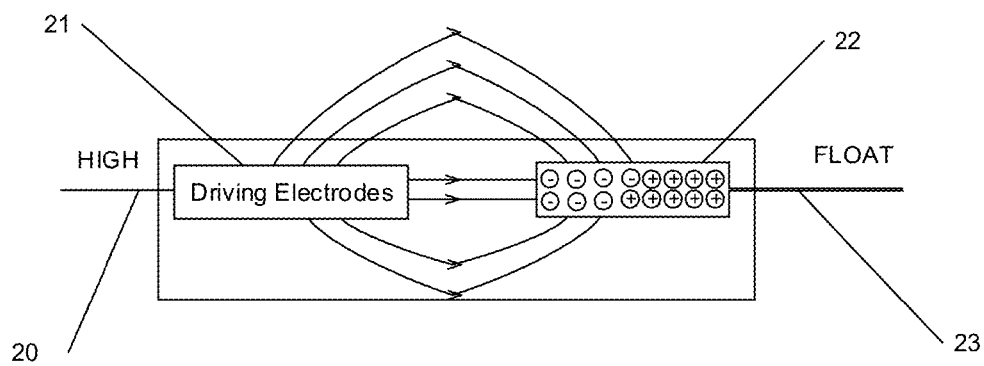 21
22
HIGH
FLOAT
Driving Electrodes
- - - - + + + +
- - - + + + + +
20
23